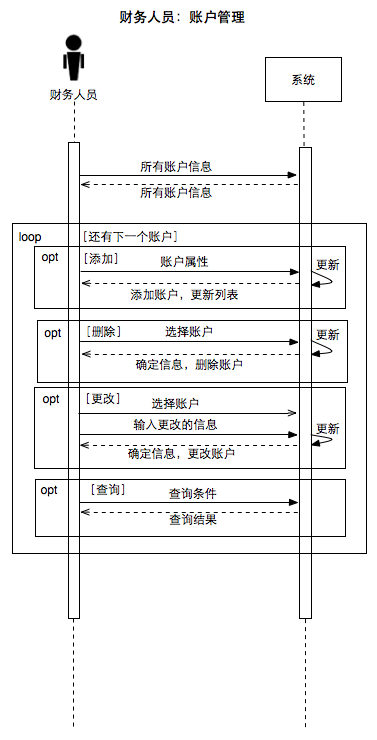 财务人员：账户管理
财务人员
系统
所有账户信息
所有账户信息
loop [还有下一个账户]
opt [添加] 账户属性 更新
添加账户，更新列表
opt [删除] 选择账户 更新
确定信息，删除账户
opt [更改] 选择账户
输入更改的信息 更新
确定信息，更改账户
opt [查询] 查询条件
查询结果